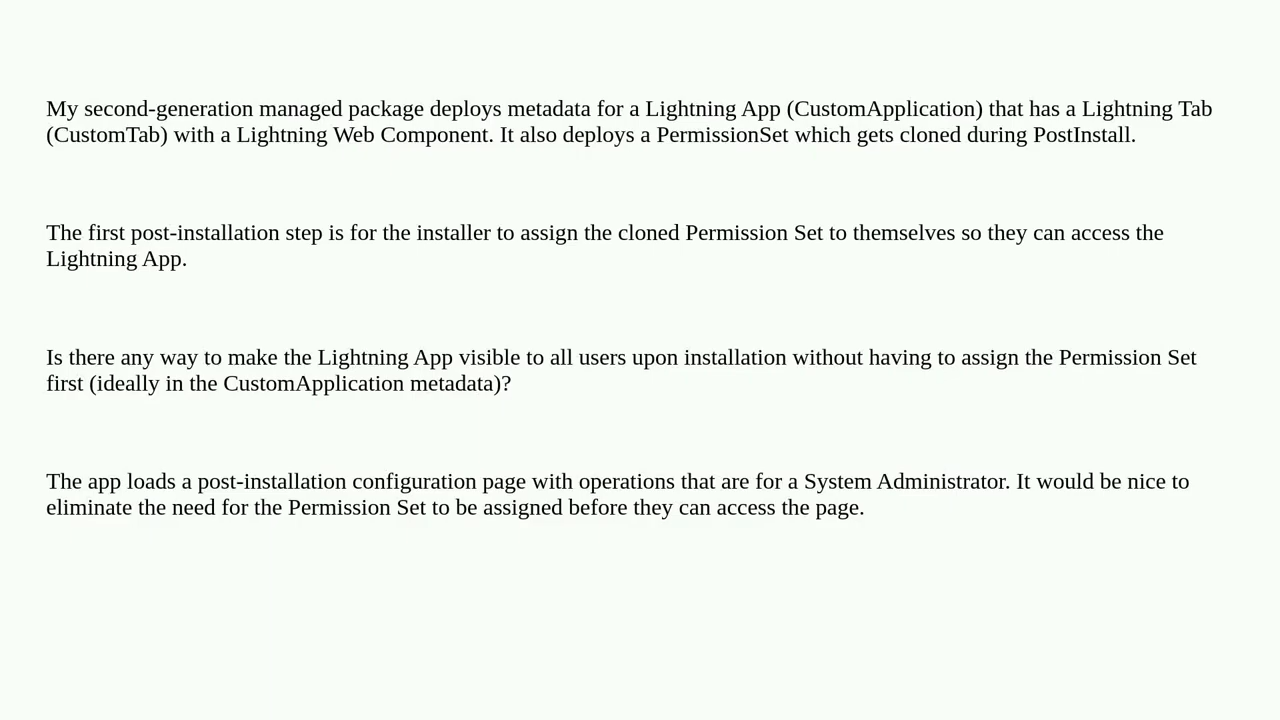 My second-generation managed package deploys metadata for a Lightning App (CustomApplication) that has a Lightning Tab
(CustomTab) with a Lightning Web Component. It also deploys a PermissionSet which gets cloned during PostInstall.
The first post-installation step is for the installer to assign the cloned Permission Set to themselves so they can access the
Lightning App.
Is there any way to make the Lightning App visible to all users upon installation without having to assign the Permission Set
first (ideally in the CustomApplication metadata)?
The app loads a post-installation configuration page with operations that are for a System Administrator. It would be nice to
eliminate the need for the Permission Set to be assigned before they can access the page.